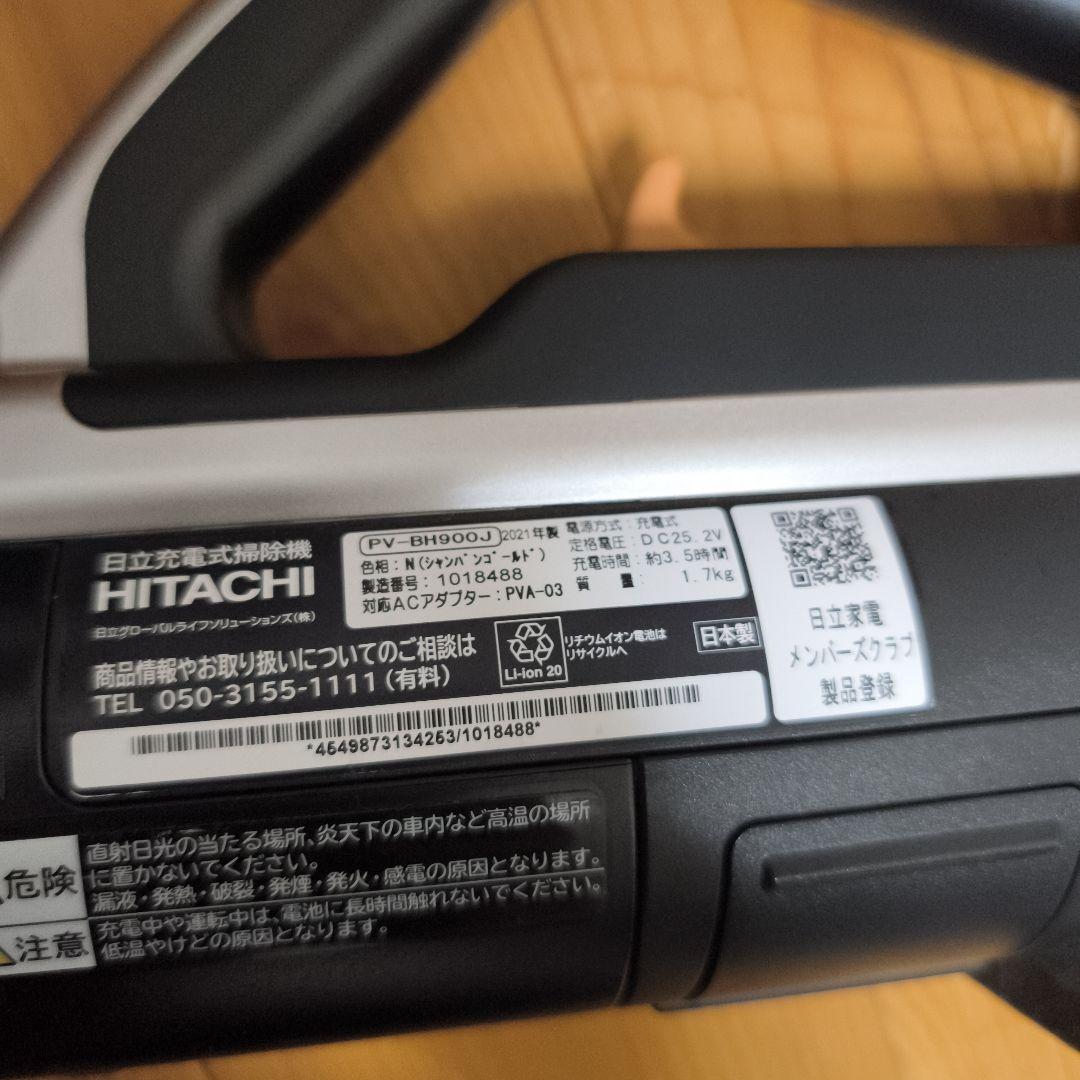 日立充電式掃除機
HITACHI
日立グローバルライフソリューションズ(株)
PV-BH900J 2021年製
色相:N(シャンパンゴールド)
製造番号:1018488
対応ACアダプター:PVA-03
電源方式:充電式
定格電圧:DC25.2V
充電時間:約3.5時間
質 量: 1.7kg
商品情報やお取り扱いについてのご相談は
TEL 050-3155-1111(有料)
Li-ion 20
リチウムイオン電池は
リサイクルへ
日本製
日立家電
メンバーズクラブ
製品登録
*4549873134253/1018488*
危険
直射日光の当たる場所、炎天下の車内など高温の場所
に置かないでください。
漏液・発熱・破裂・発煙・発火・感電の原因となります。
注意
充電中や運転中は、電池に長時間触れないでください。
低温やけどの原因となります。